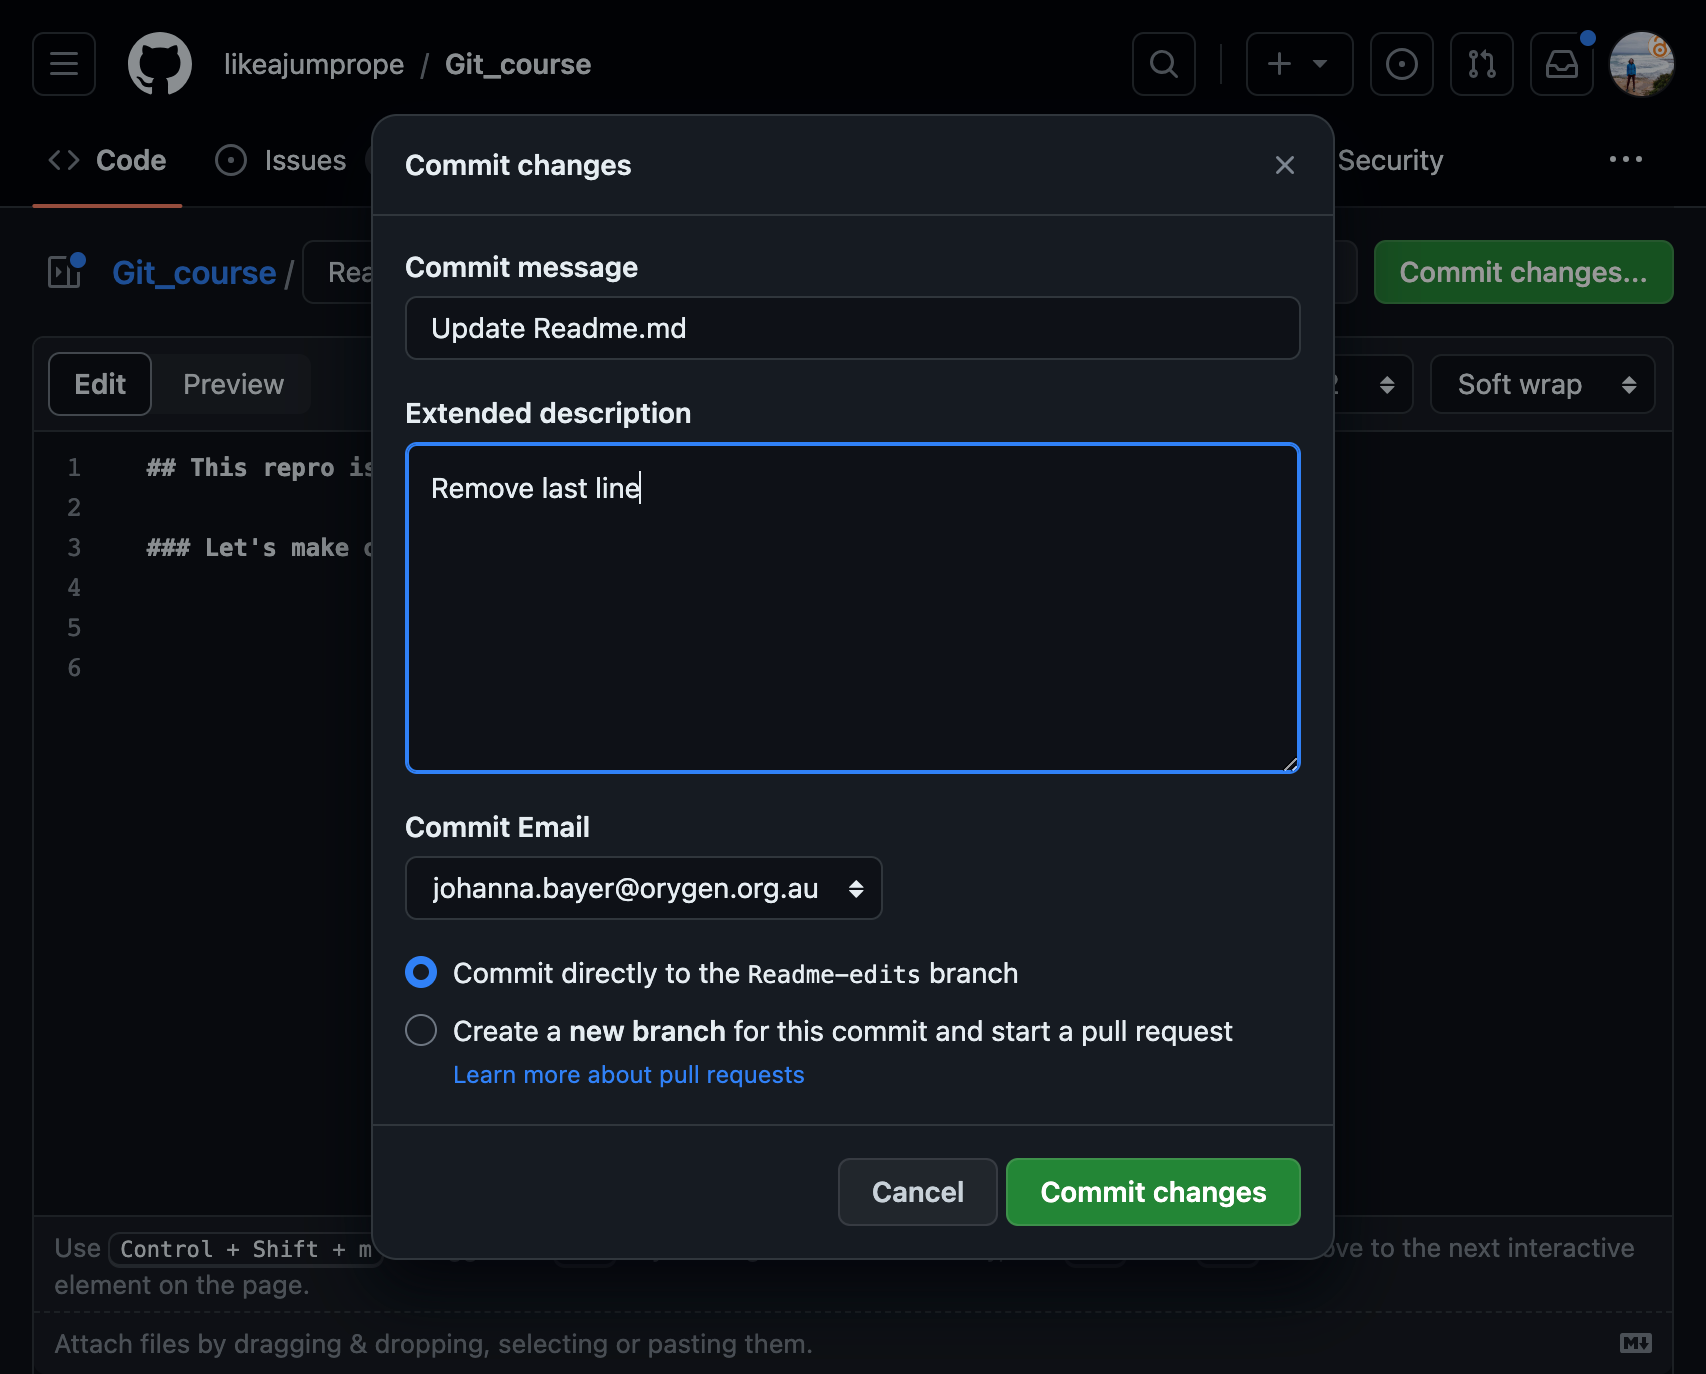 likeajumprope / Git_course
Code
Issues
Security
Commit changes
Git_course /
Commit changes...
Commit message
Update Readme.md
Edit
Preview
Soft wrap
Extended description
Remove last line
1 ## This repro
2
3 ### Let's make
4
5
6
Commit Email
johanna.bayer@orygen.org.au
Commit directly to the Readme-edits branch
Create a new branch for this commit and start a pull request
Learn more about pull requests
Cancel
Commit changes
Use Control + Shift + m to the next interactive
element on the page.
Attach files by dragging & dropping, selecting or pasting them.